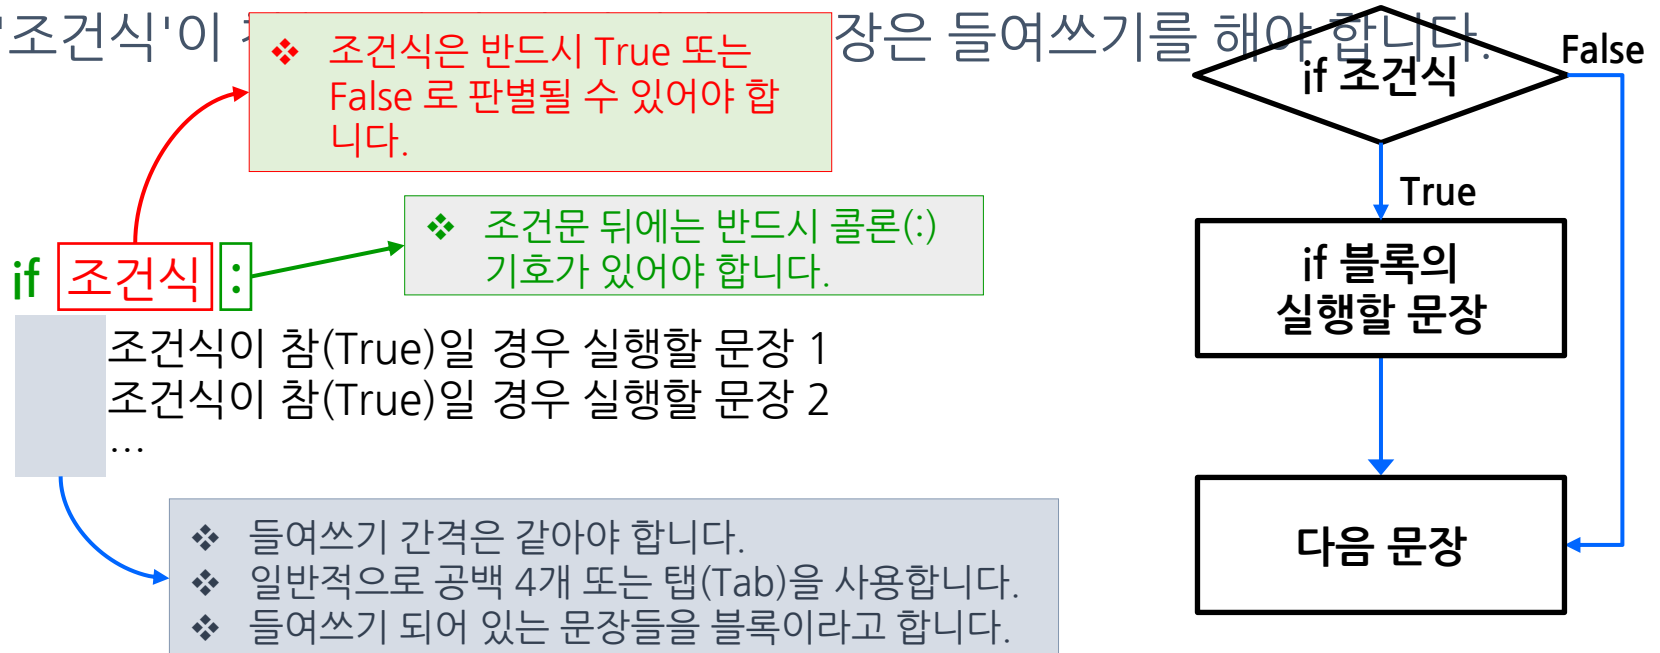 '조건식'이 장은 들여쓰기를 해야 합니다.
❖ 조건식은 반드시 True 또는
False 로 판별될 수 있어야 합
니다.
❖ 조건문 뒤에는 반드시 콜론(:)
기호가 있어야 합니다.
if 조건식 :
조건식이 참(True)일 경우 실행할 문장 1
조건식이 참(True)일 경우 실행할 문장 2
...
❖ 들여쓰기 간격은 같아야 합니다.
❖ 일반적으로 공백 4개 또는 탭(Tab)을 사용합니다.
❖ 들여쓰기 되어 있는 문장들을 블록이라고 합니다.
if 조건식
False
True
if 블록의
실행할 문장
다음 문장